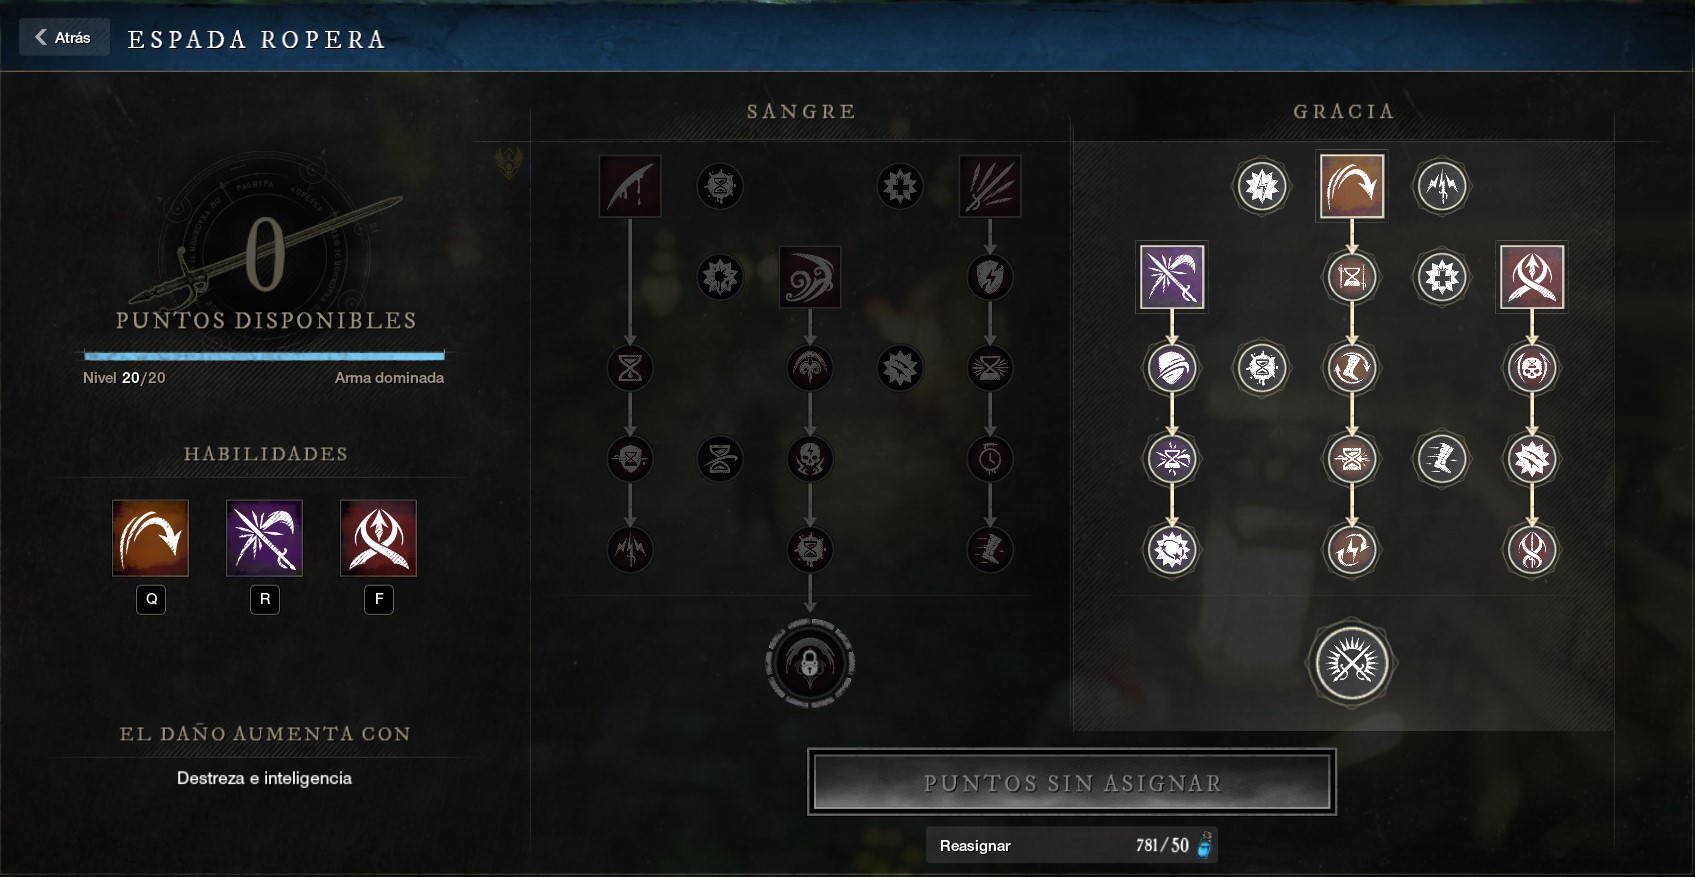 Atrás
ESPADA ROPERA
SANGRE
GRACIA
0
PUNTOS DISPONIBLES
Nivel 20/20
Arma dominada
HABILIDADES
Q
R
F
EL DAÑO AUMENTA CON
Destreza e inteligencia
PUNTOS SIN ASIGNAR
Reasignar
781/50